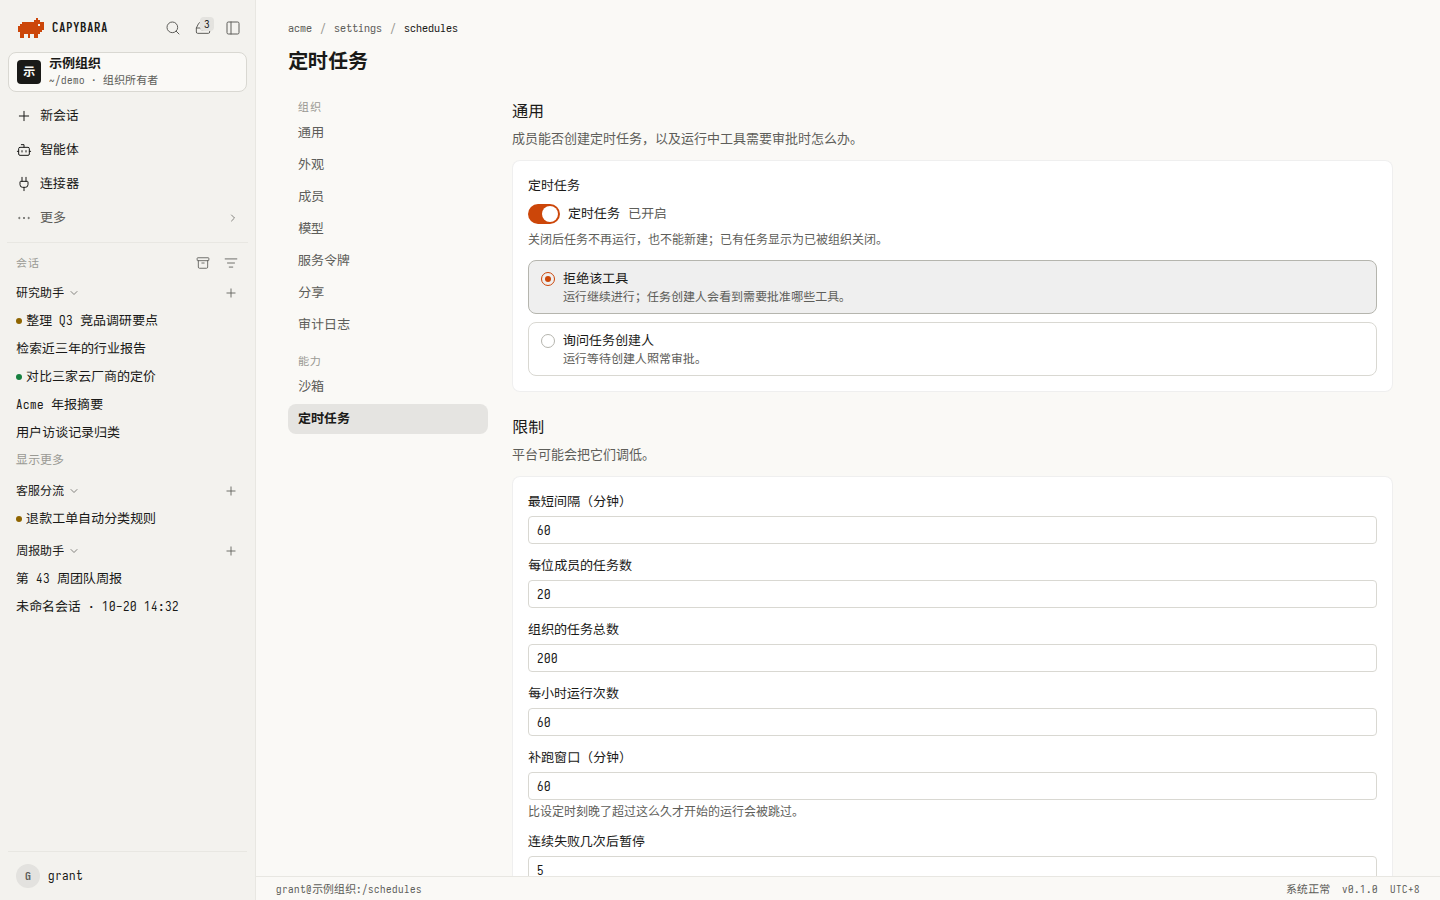 CAPYBARA
3
示
示例组织
~/demo · 组织所有者
新会话
智能体
连接器
更多
会话
研究助手
整理 Q3 竞品调研要点
检索近三年的行业报告
对比三家云厂商的定价
Acme 年报摘要
用户访谈记录归类
显示更多
客服分流
退款工单自动分类规则
周报助手
第 43 周团队周报
未命名会话 · 10-20 14:32
G
grant
acme / settings / schedules
定时任务
组织
通用
外观
成员
模型
服务令牌
分享
审计日志
能力
沙箱
定时任务
通用
成员能否创建定时任务，以及运行中工具需要审批时怎么办。
定时任务
定时任务 已开启
关闭后任务不再运行，也不能新建；已有任务显示为已被组织关闭。
拒绝该工具
运行继续进行；任务创建人会看到需要批准哪些工具。
询问任务创建人
运行等待创建人照常审批。
限制
平台可能会把它们调低。
最短间隔（分钟）
60
每位成员的任务数
20
组织的任务总数
200
每小时运行次数
60
补跑窗口（分钟）
60
比设定时刻晚了超过这么久才开始的运行会被跳过。
连续失败几次后暂停
5
grant@示例组织:/schedules
系统正常 v0.1.0 UTC+8